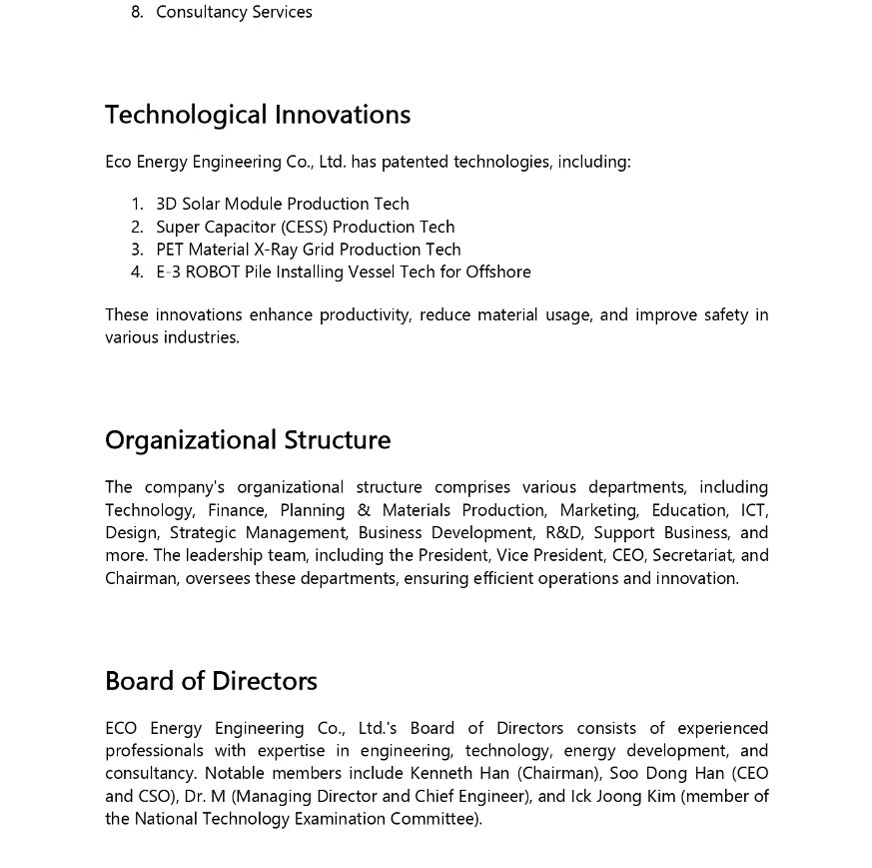 8. Consultancy Services
Technological Innovations
Eco Energy Engineering Co., Ltd. has patented technologies, including:
1. 3D Solar Module Production Tech
2. Super Capacitor (CESS) Production Tech
3. PET Material X-Ray Grid Production Tech
4. E-3 ROBOT Pile Installing Vessel Tech for Offshore
These innovations enhance productivity, reduce material usage, and improve safety in
various industries.
Organizational Structure
The company's organizational structure comprises various departments, including
Technology, Finance, Planning & Materials Production, Marketing, Education, ICT,
Design, Strategic Management, Business Development, R&D, Support Business, and
more. The leadership team, including the President, Vice President, CEO, Secretariat, and
Chairman, oversees these departments, ensuring efficient operations and innovation.
Board of Directors
ECO Energy Engineering Co., Ltd.'s Board of Directors consists of experienced
professionals with expertise in engineering, technology, energy development, and
consultancy. Notable members include Kenneth Han (Chairman), Soo Dong Han (CEO
and CSO), Dr. M (Managing Director and Chief Engineer), and Ick Joong Kim (member of
the National Technology Examination Committee).